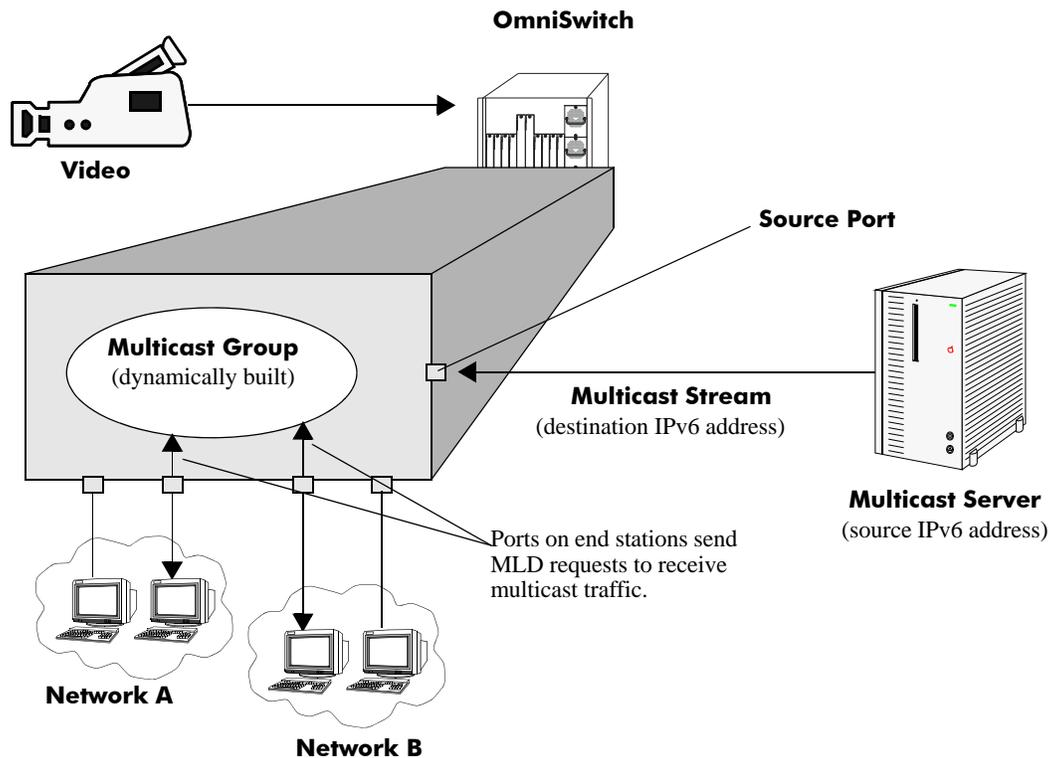 OmniSwitch
Video
Source Port
Multicast Group
(dynamically built)
Multicast Stream
(destination IPv6 address)
Multicast Server
(source IPv6 address)
Ports on end stations send
MLD requests to receive
multicast traffic.
Network A
Network B